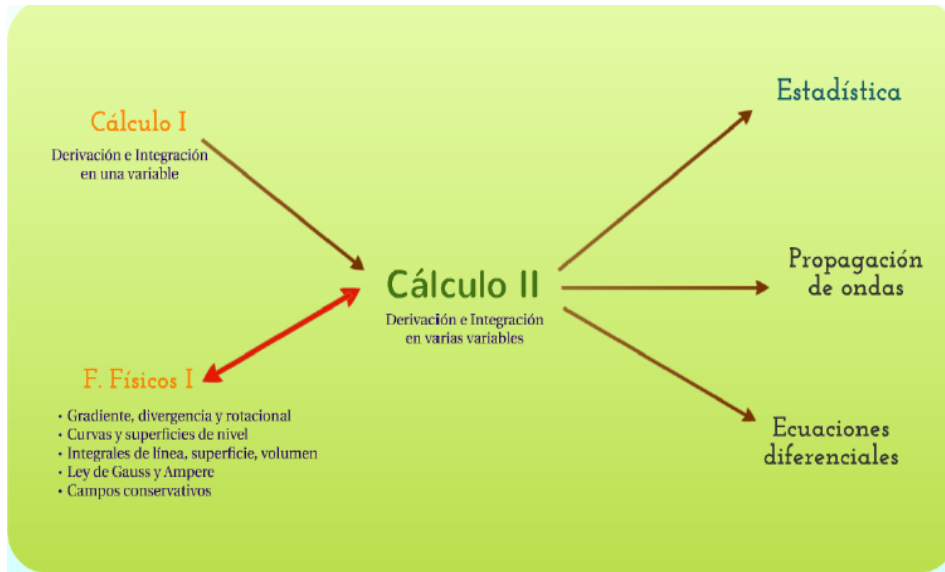 Cálculo I
Derivación e Integración
en una variable
F. Físicos I
• Gradiente, divergencia y rotacional
• Curvas y superficies de nivel
• Integrales de línea, superficie, volumen
• Ley de Gauss y Ampere
• Campos conservativos
Cálculo II
Derivación e Integración
en varias variables
Estadística
Propagación
de ondas
Ecuaciones
diferenciales